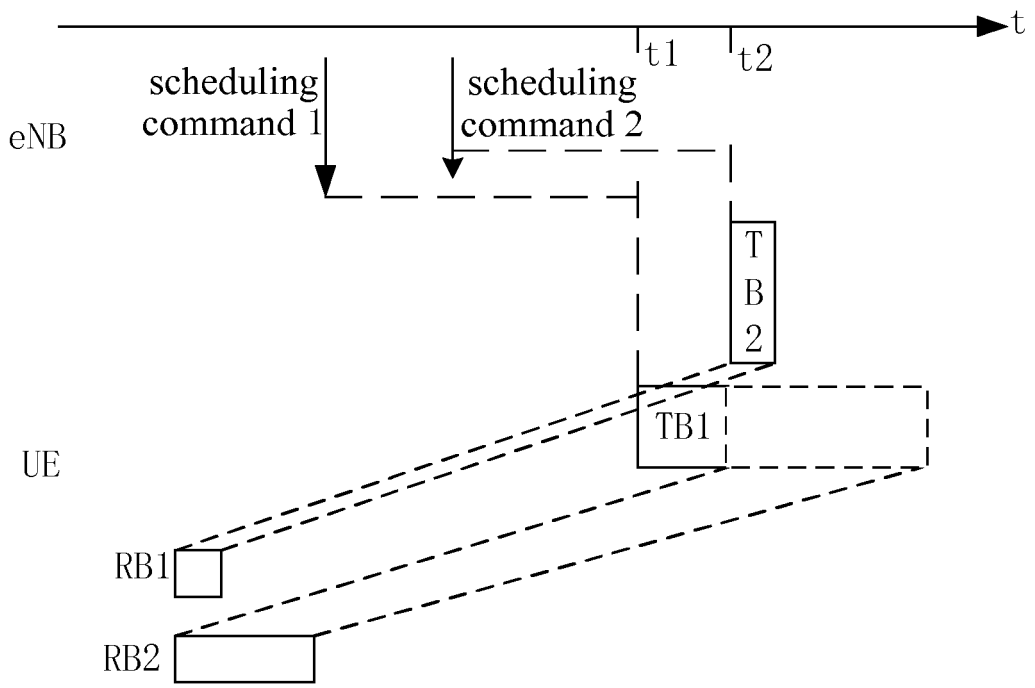 t
t1
t2
scheduling
command 1
scheduling
command 2
eNB
T
B
2
TB1
UE
RB1
RB2